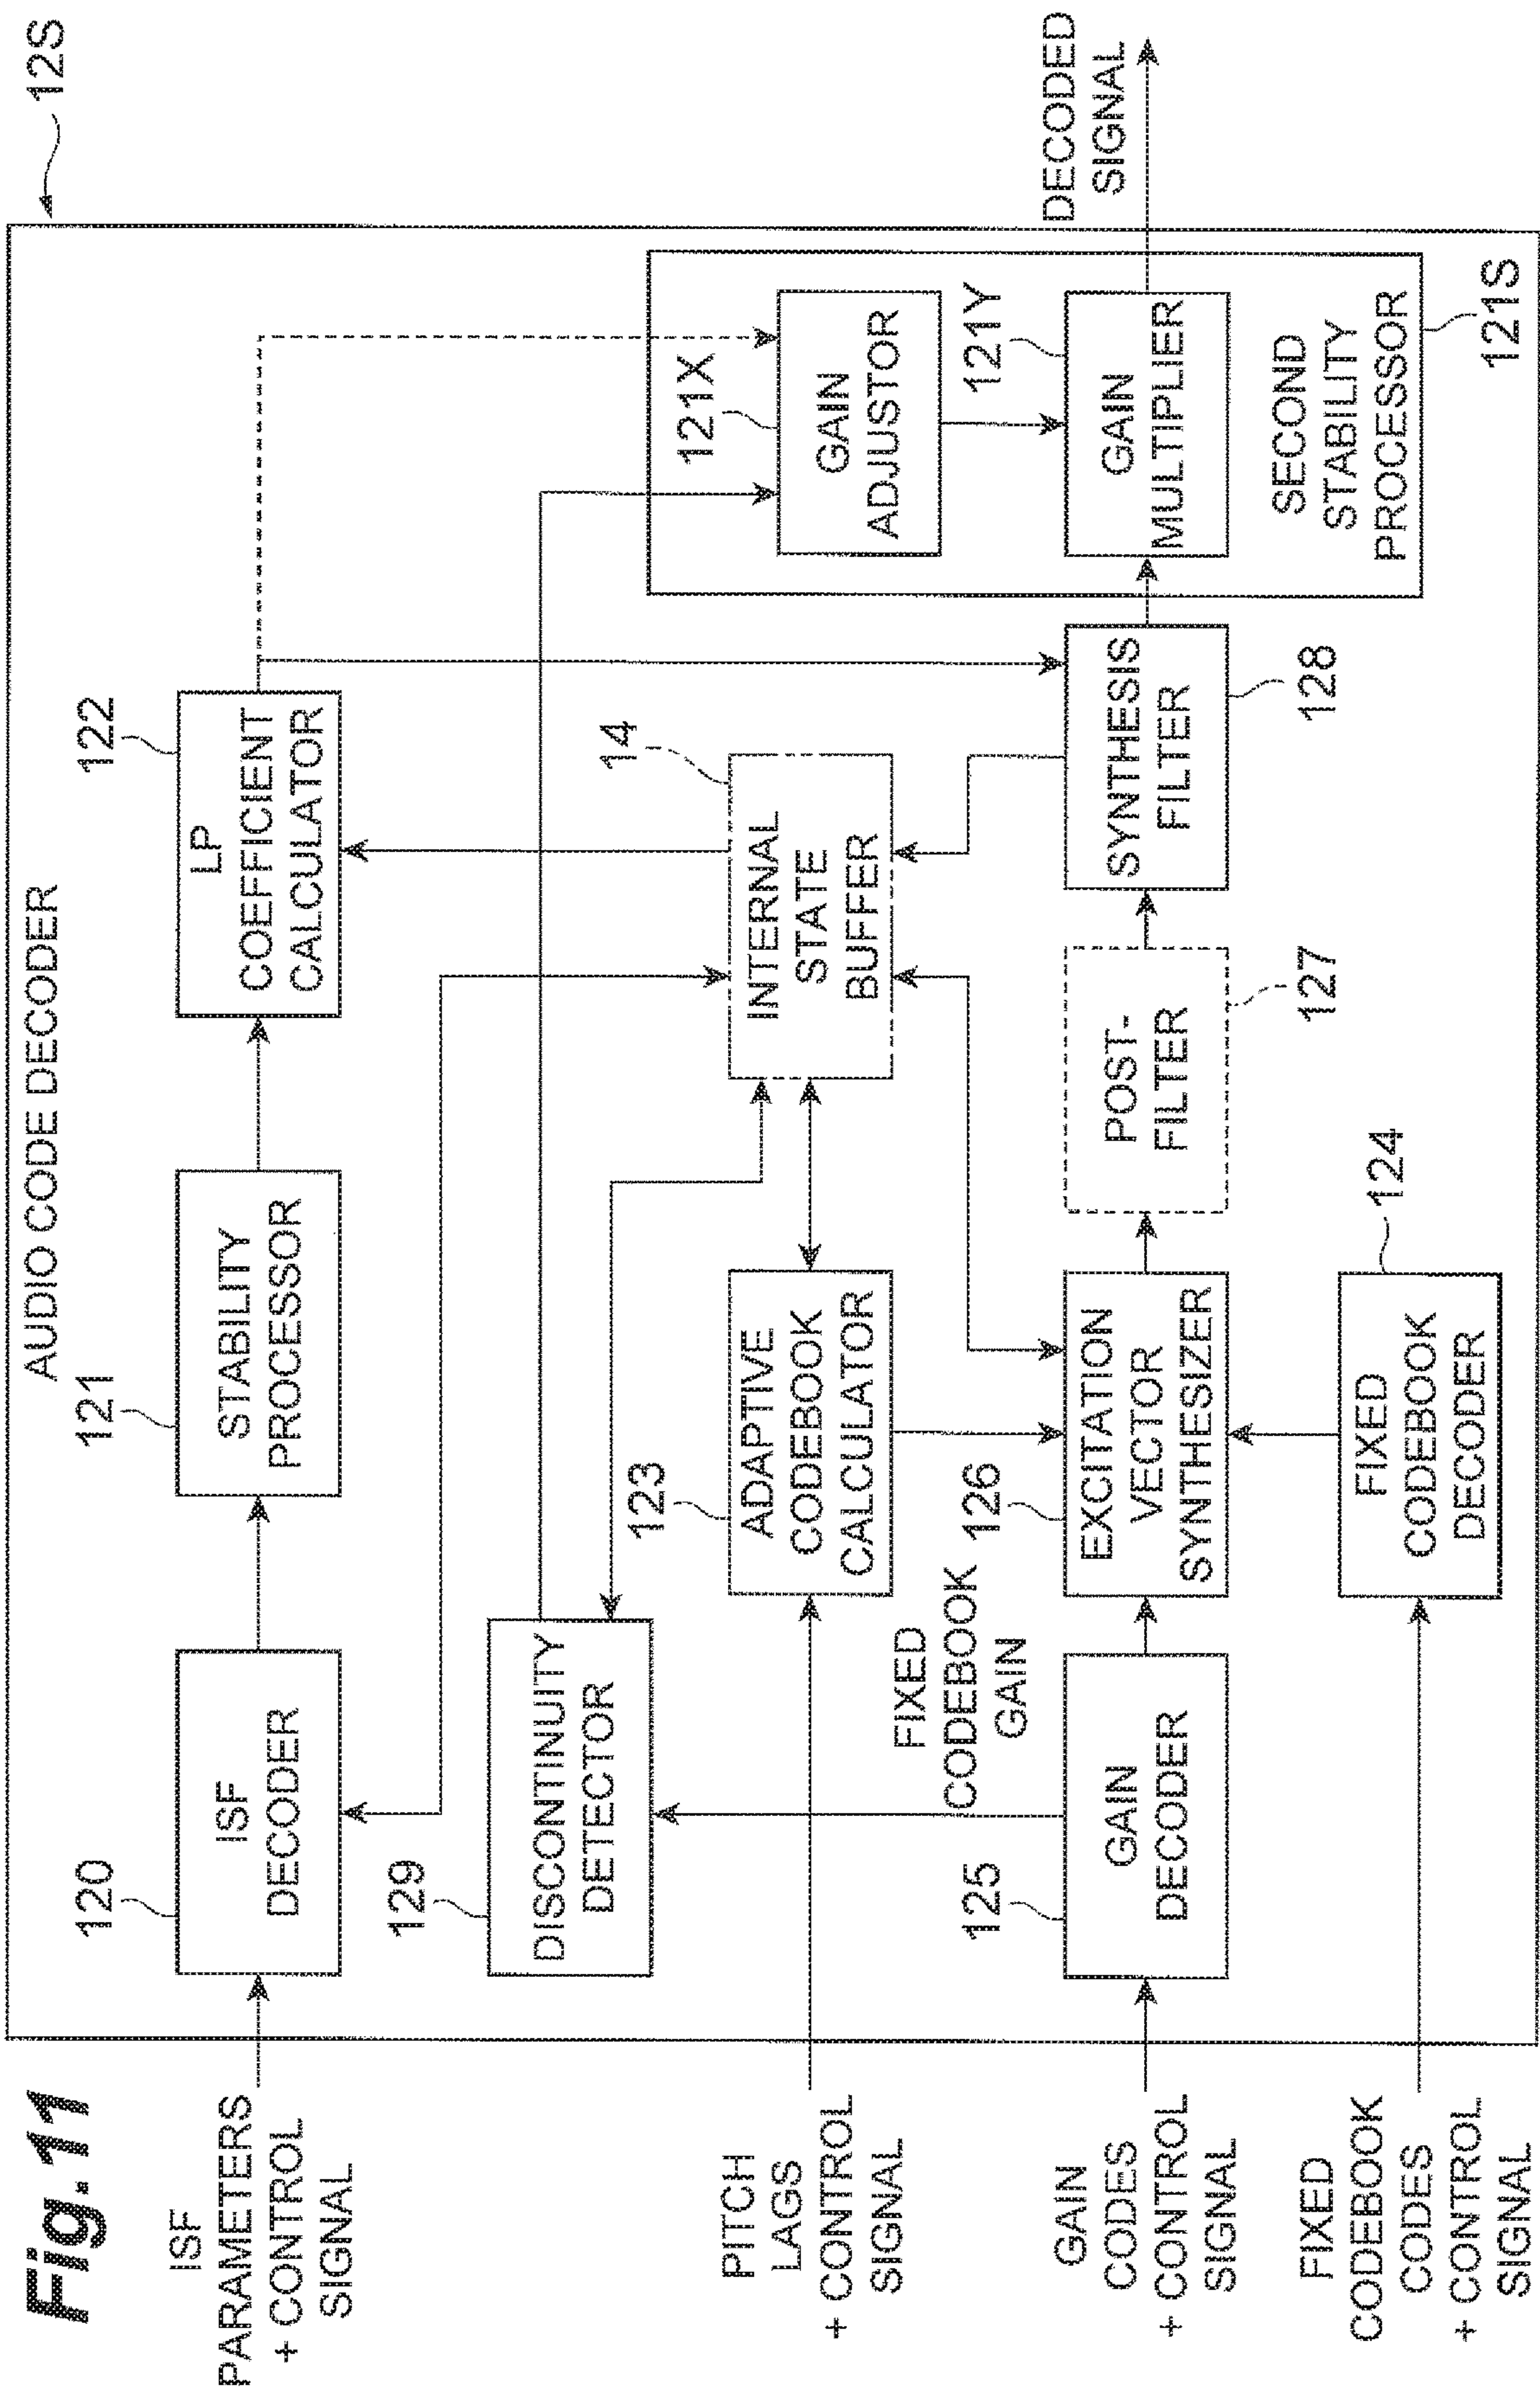 Fig.11
12S
AUDIO CODE DECODER
ISF
PARAMETERS
+ CONTROL
SIGNAL
120
ISF
DECODER
121
STABILITY
PROCESSOR
122
LP
COEFFICIENT
CALCULATOR
129
DISCONTINUITY
DETECTOR
PITCH
LAGS
+ CONTROL
SIGNAL
123
ADAPTIVE
CODEBOOK
CALCULATOR
14
INTERNAL
STATE
BUFFER
121X
GAIN
ADJUSTOR
FIXED
CODEBOOK
GAIN
GAIN
CODES
+ CONTROL
SIGNAL
125
GAIN
DECODER
126
EXCITATION
VECTOR
SYNTHESIZER
POST-
FILTER
127
SYNTHESIS
FILTER
128
121Y
GAIN
MULTIPLIER
DECODED
SIGNAL
SECOND
STABILITY
PROCESSOR
121S
FIXED
CODEBOOK
CODES
+ CONTROL
SIGNAL
124
FIXED
CODEBOOK
DECODER